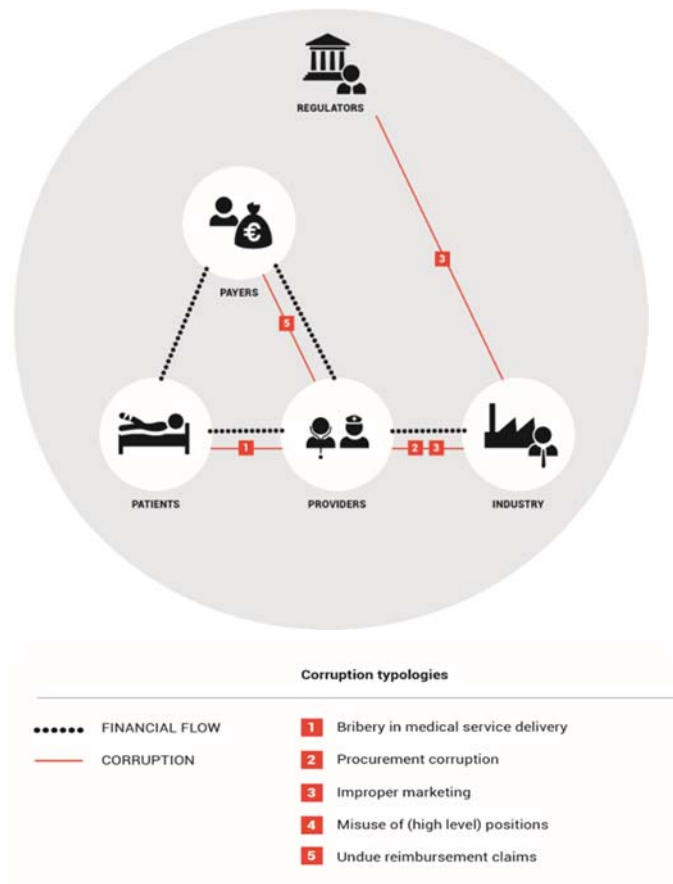 REGULATORS
3
€
PAYERS
5
1
2 3
PATIENTS
PROVIDERS
INDUSTRY
Corruption typologies
FINANCIAL FLOW
CORRUPTION
1 Bribery in medical service delivery
2 Procurement corruption
3 Improper marketing
4 Misuse of (high level) positions
5 Undue reimbursement claims